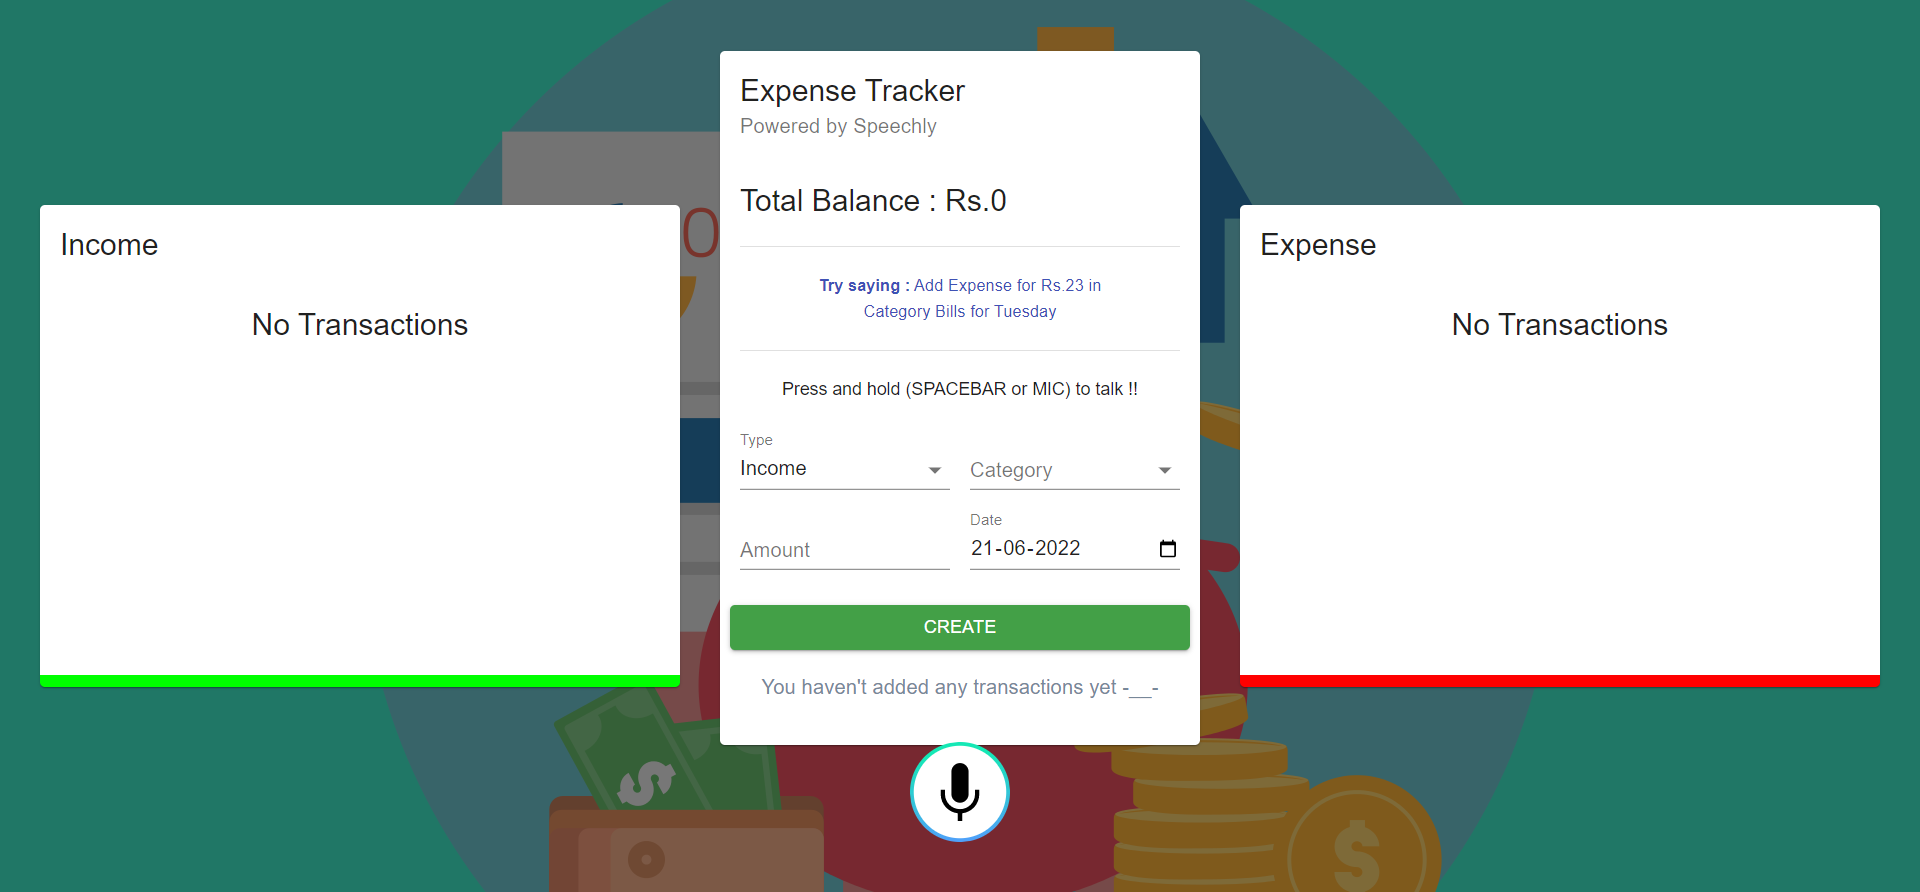 Expense Tracker
Powered by Speechly
Total Balance : Rs.0
Income
No Transactions
Try saying : Add Expense for Rs.23 in
Category Bills for Tuesday
Press and hold (SPACEBAR or MIC) to talk !!
Type
Income
Category
Amount
Date
21-06-2022
CREATE
You haven't added any transactions yet -__-
Expense
No Transactions
0
$
$